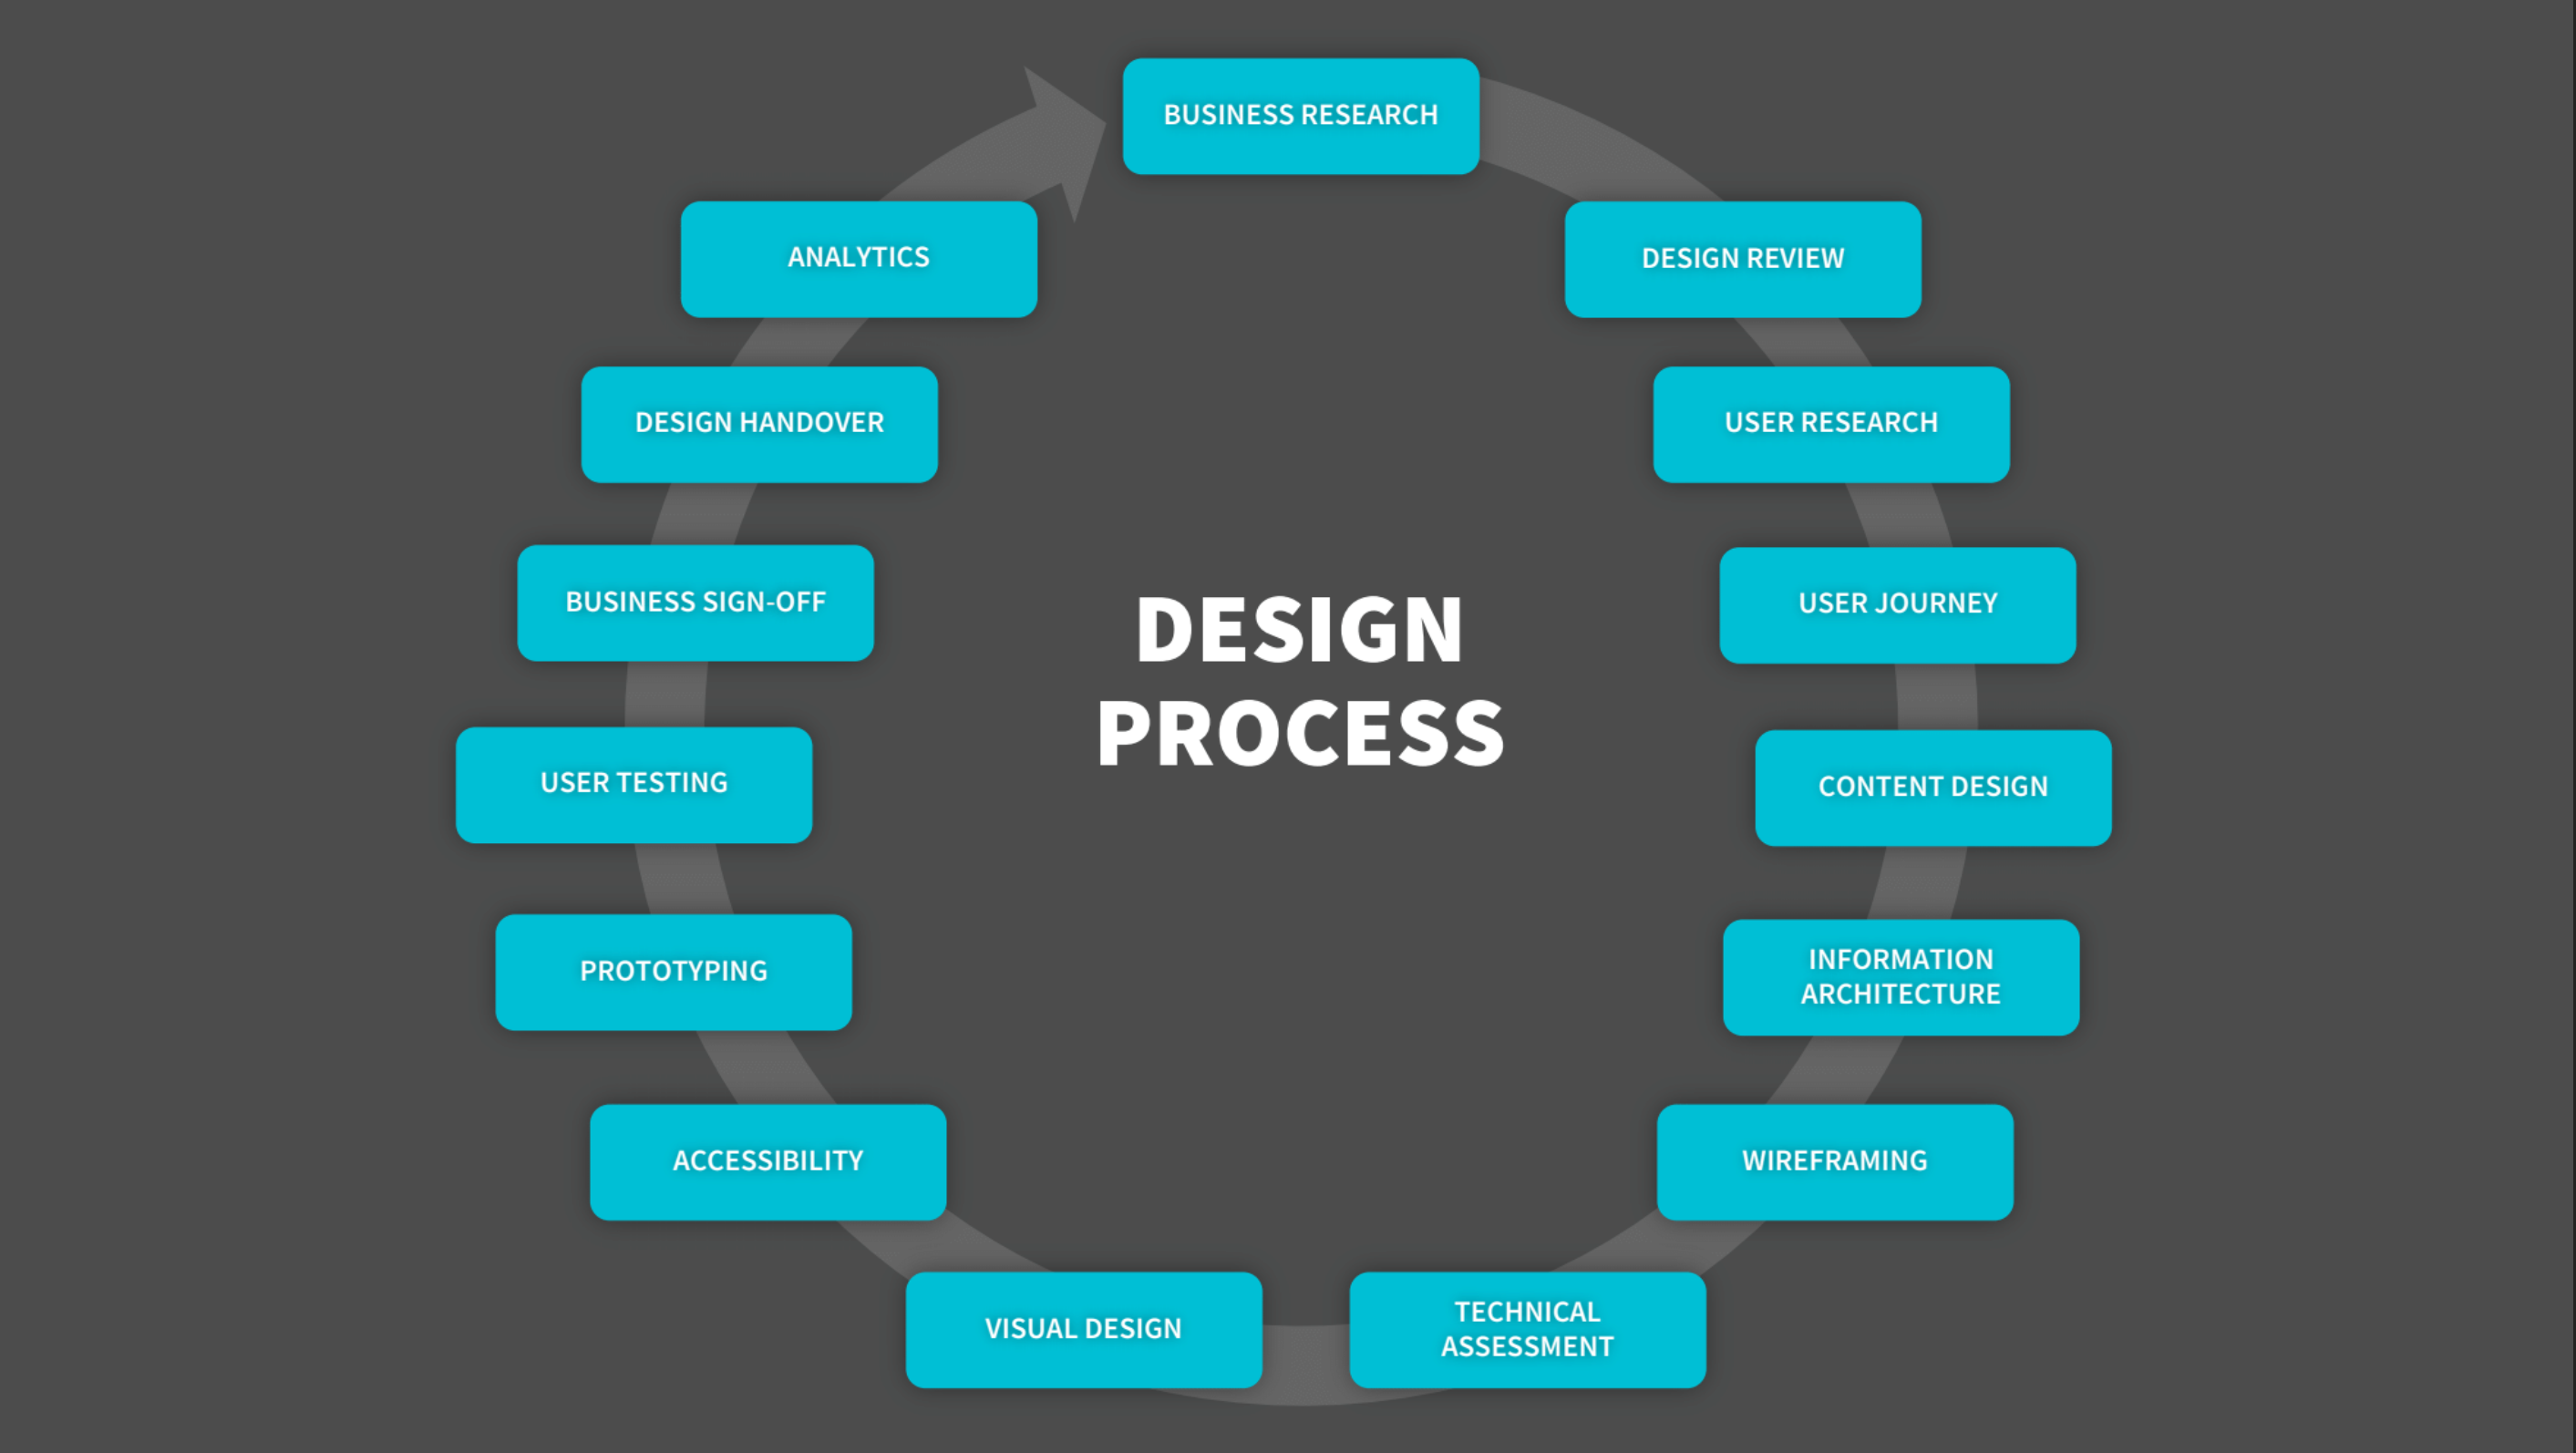 BUSINESS RESEARCH
DESIGN REVIEW
USER RESEARCH
USER JOURNEY
CONTENT DESIGN
INFORMATION
ARCHITECTURE
WIREFRAMING
TECHNICAL
ASSESSMENT
VISUAL DESIGN
ACCESSIBILITY
PROTOTYPING
USER TESTING
BUSINESS SIGN-OFF
DESIGN HANDOVER
ANALYTICS
DESIGN
PROCESS